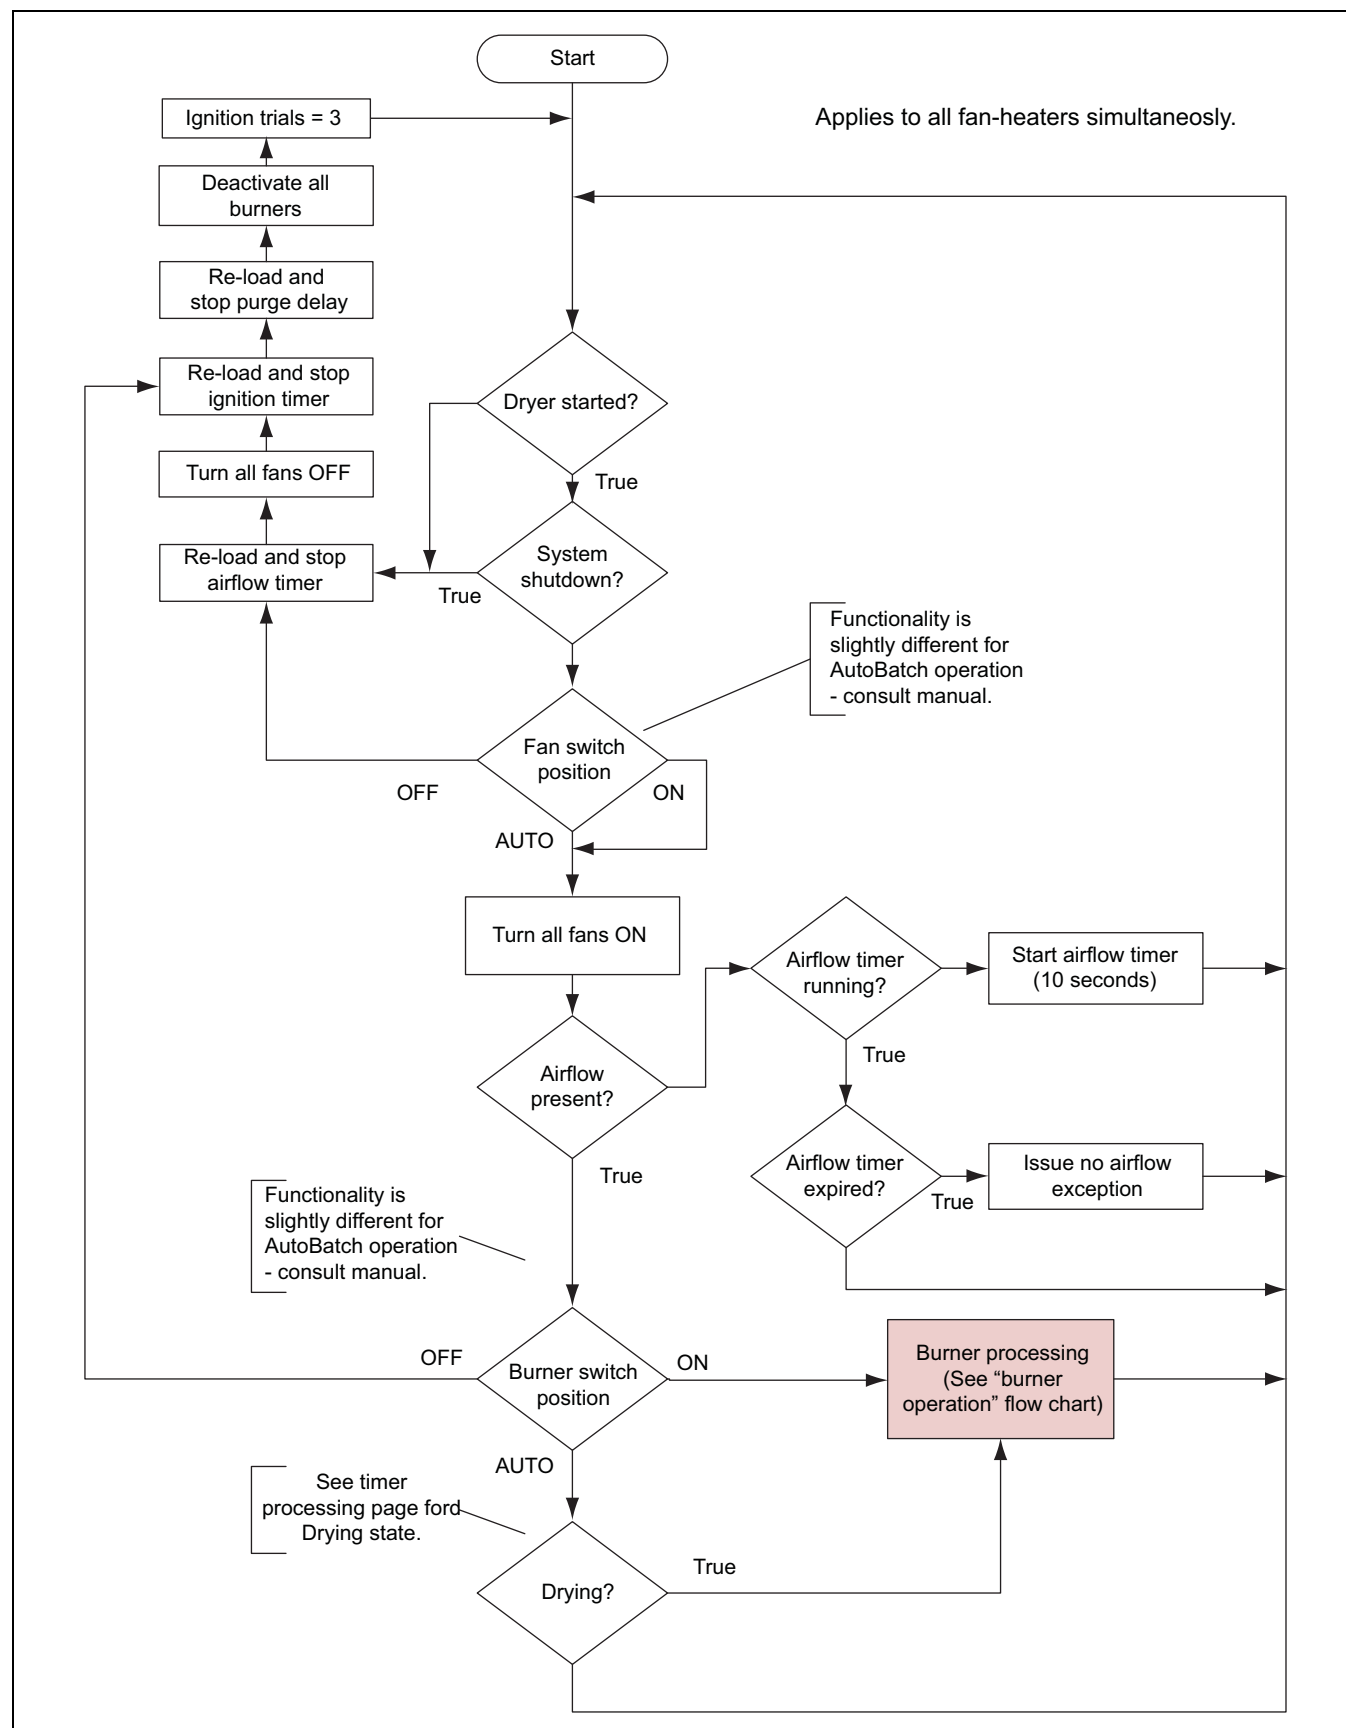 Start
Ignition trials = 3
Applies to all fan-heaters simultaneosly.
Deactivate all
burners
Re-load and
stop purge delay
Re-load and stop
ignition timer
Dryer started?
Turn all fans OFF
True
System
shutdown?
Re-load and stop
airflow timer
True
Functionality is
slightly different for
AutoBatch operation
- consult manual.
Fan switch
position
OFF
ON
AUTO
Turn all fans ON
Airflow timer
running?
Start airflow timer
(10 seconds)
True
Airflow
present?
Airflow timer
expired?
Issue no airflow
exception
True
True
Functionality is
slightly different for
AutoBatch operation
- consult manual.
OFF
Burner switch
position
ON
Burner processing
(See “burner
operation” flow chart)
AUTO
See timer
processing page ford
Drying state.
True
Drying?